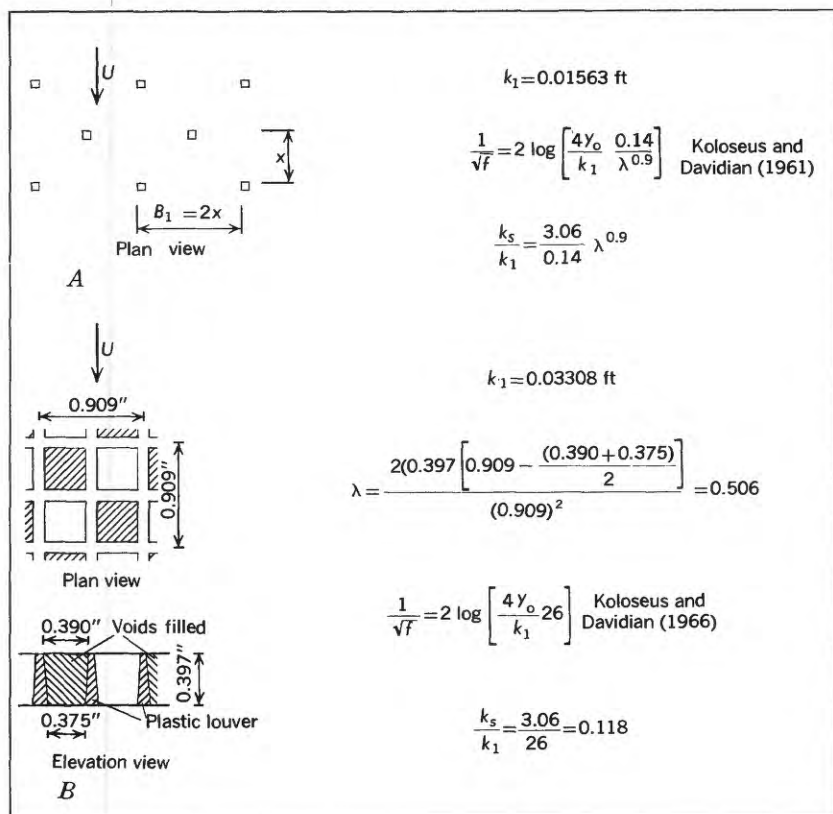 U
x
B₁ = 2x
Plan view
A
k₁ = 0.01563 ft
1/√f = 2 log [4Y₀/k₁ 0.14/λ^0.9] Koloseus and
Davidian (1961)
kₛ/k₁ = 3.06/0.14 λ^0.9
U
0.909"
0.909"
Plan view
0.390" Voids filled
0.397"
0.375" Plastic louver
Elevation view
B
k₁ = 0.03308 ft
λ = 2(0.397 [0.909 − (0.390 + 0.375)/2] / (0.909)² = 0.506
1/√f = 2 log [4Y₀/k₁ 26] Koloseus and
Davidian (1966)
kₛ/k₁ = 3.06/26 = 0.118